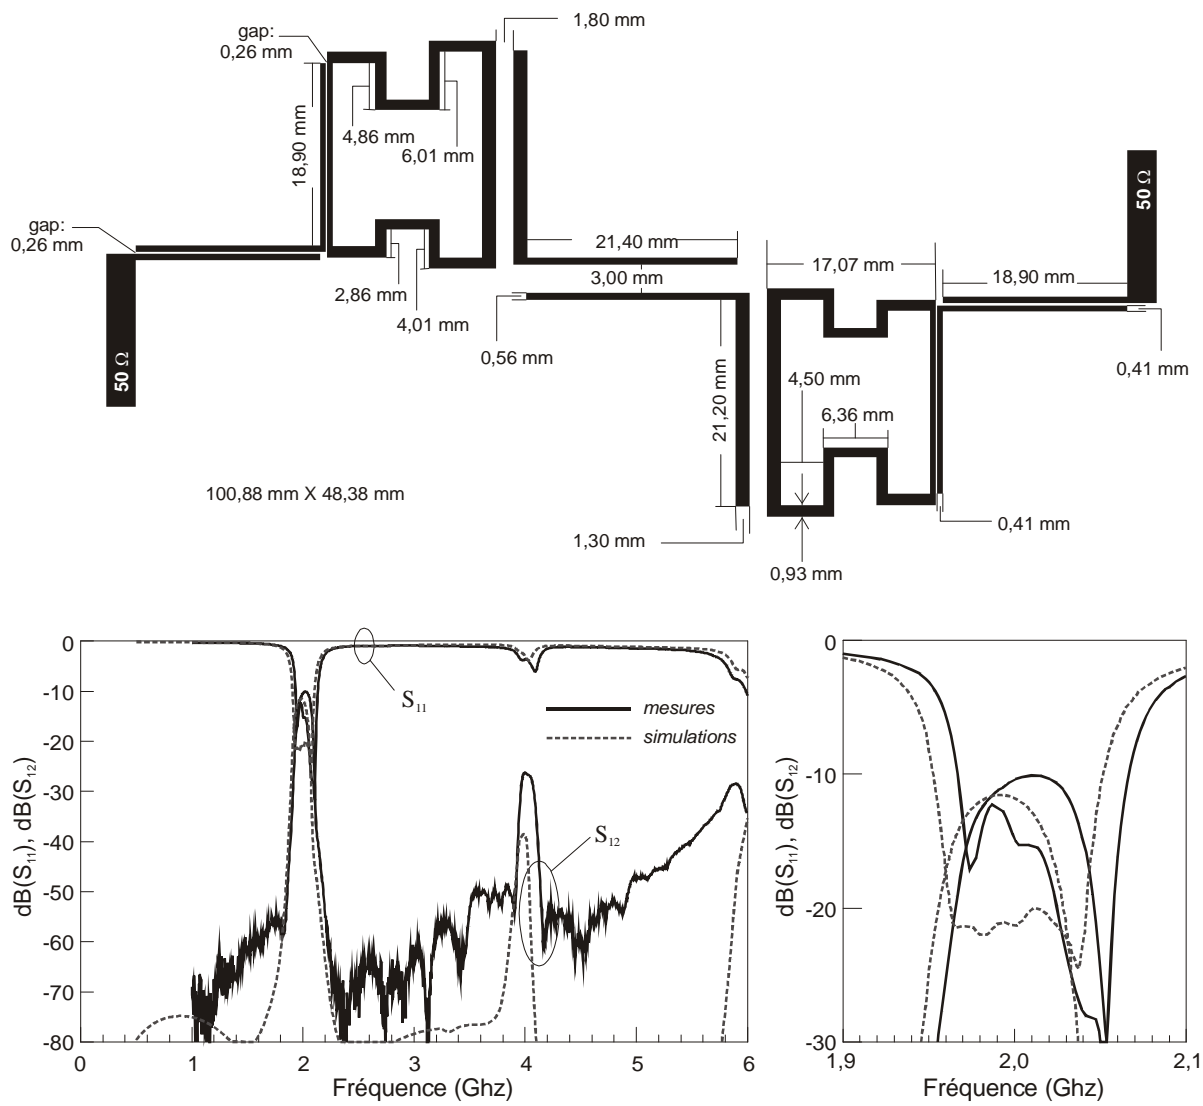 gap:
0,26 mm
1,80 mm
4,86 mm
6,01 mm
18,90 mm
gap:
0,26 mm
50 Ω
2,86 mm
4,01 mm
21,40 mm
3,00 mm
0,56 mm
17,07 mm
18,90 mm
50 Ω
0,41 mm
4,50 mm
6,36 mm
21,20 mm
100,88 mm X 48,38 mm
1,30 mm
0,93 mm
0,41 mm
dB(S11), dB(S12)
0
-10
-20
-30
-40
-50
-60
-70
-80
S11
mesures
simulations
S12
0 1 2 3 4 5 6
Fréquence (Ghz)
dB(S11), dB(S12)
0
-10
-20
-30
1,9 2,0 2,1
Fréquence (Ghz)